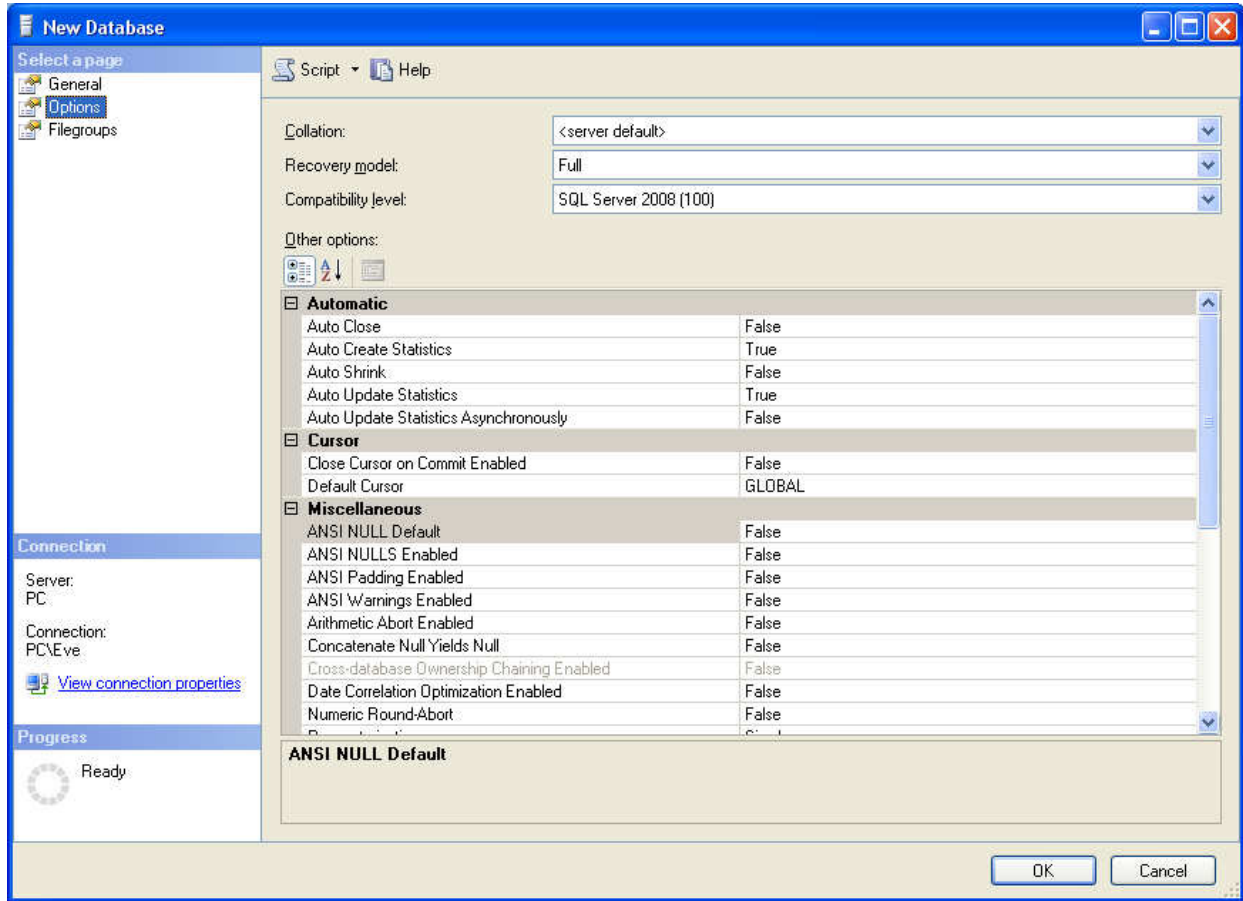 New Database
Select a page
General
Options
Filegroups
Script Help
Collation: <server default>
Recovery model: Full
Compatibility level: SQL Server 2008 (100)
Other options:
Automatic
Auto Close False
Auto Create Statistics True
Auto Shrink False
Auto Update Statistics True
Auto Update Statistics Asynchronously False
Cursor
Close Cursor on Commit Enabled False
Default Cursor GLOBAL
Miscellaneous
ANSI NULL Default False
ANSI NULLS Enabled False
ANSI Padding Enabled False
ANSI Warnings Enabled False
Arithmetic Abort Enabled False
Concatenate Null Yields Null False
Cross-database Ownership Chaining Enabled False
Date Correlation Optimization Enabled False
Numeric Round-Abort False
ANSI NULL Default
Connection
Server:
PC
Connection:
PC\Eve
View connection properties
Progress
Ready
OK Cancel